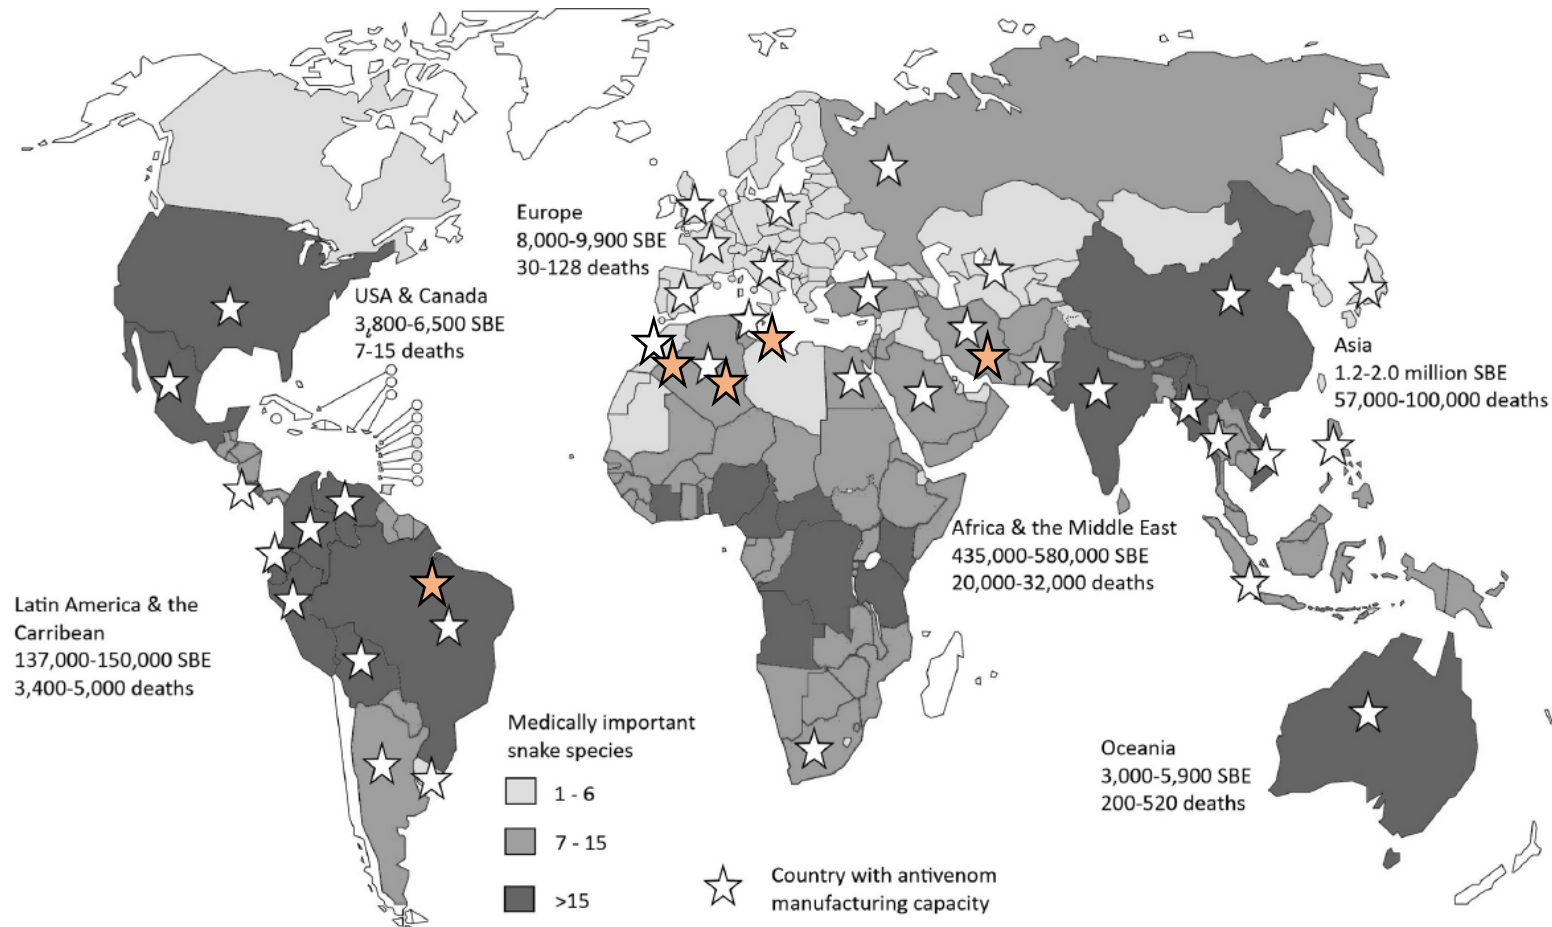 Europe
8,000-9,900 SBE
30-128 deaths
USA & Canada
3,800-6,500 SBE
7-15 deaths
Asia
1.2-2.0 million SBE
57,000-100,000 deaths
Africa & the Middle East
435,000-580,000 SBE
20,000-32,000 deaths
Latin America & the
Carribean
137,000-150,000 SBE
3,400-5,000 deaths
Oceania
3,000-5,900 SBE
200-520 deaths
Medically important
snake species
1 - 6
7 - 15
>15
Country with antivenom
manufacturing capacity